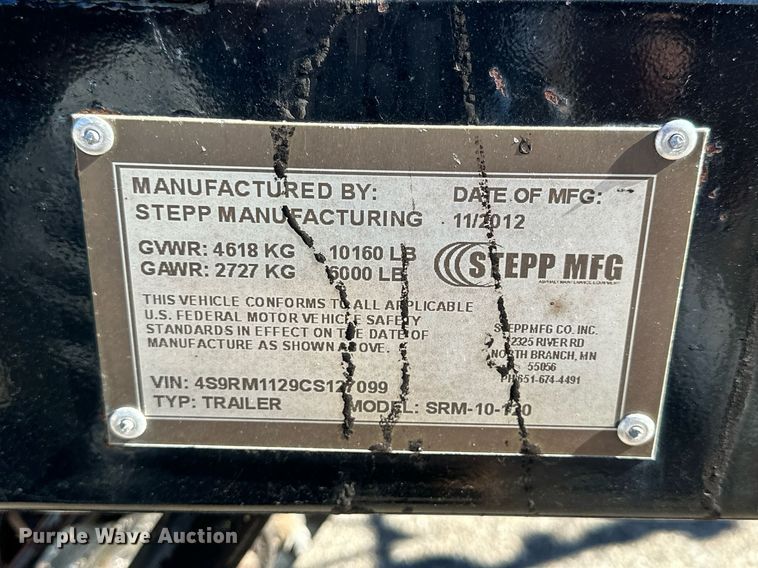 MANUFACTURED BY: DATE OF MFG:
STEPP MANUFACTURING 11/2012
GVWR: 4618 KG 10160 LB
GAWR: 2727 KG 6000 LB
STEPP MFG
ASPHALT MAINTENANCE EQUIPMENT
THIS VEHICLE CONFORMS TO ALL APPLICABLE
U.S. FEDERAL MOTOR VEHICLE SAFETY
STANDARDS IN EFFECT ON THE DATE OF
MANUFACTURE AS SHOWN ABOVE.
STEPPMFG CO. INC.
12325 RIVER RD
NORTH BRANCH, MN
55056
PH 651-674-4491
VIN: 4S9RM1129CS127099
TYP: TRAILER MODEL: SRM-10-120
Purple Wave Auction